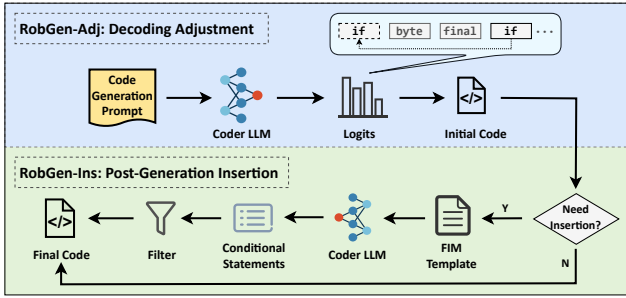 RobGen-Adj: Decoding Adjustment
if byte final if ...
Code
Generation
Prompt
Coder LLM
Logits
</>
Initial Code
RobGen-Ins: Post-Generation Insertion
</>
Final Code
Filter
Conditional
Statements
Coder LLM
FIM
Template
Y
Need
Insertion?
N